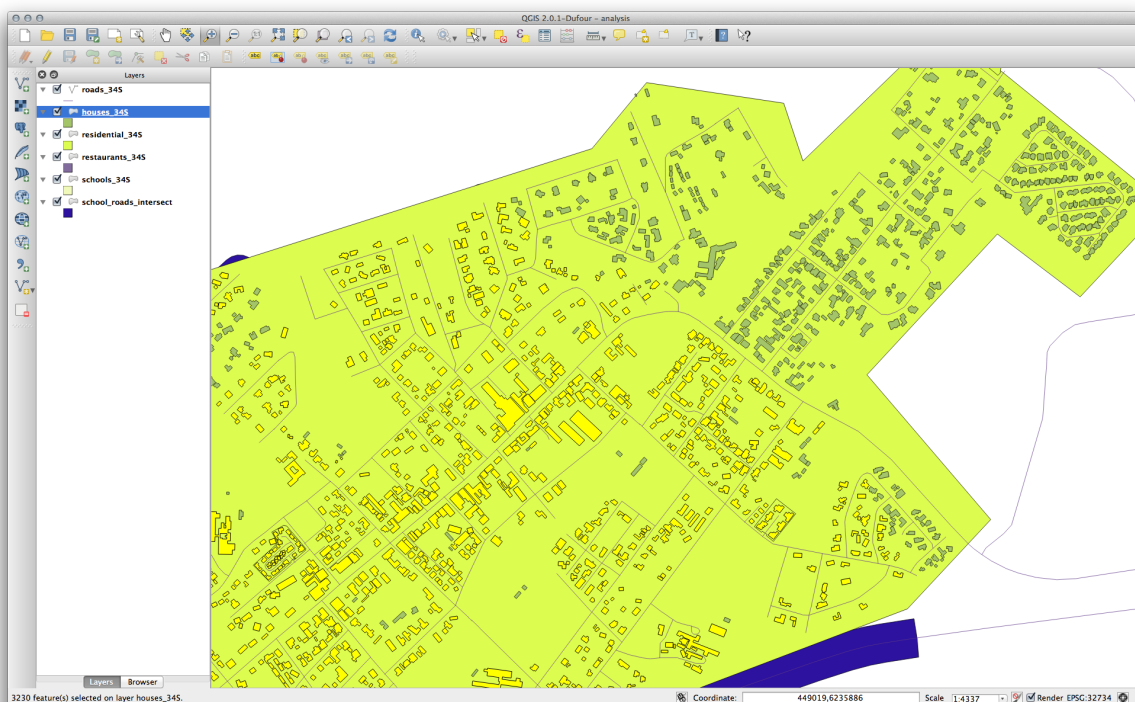 QGIS 2.0.1-Dufour - analysis
Layers
roads_34S
houses_34S
residential_34S
restaurants_34S
schools_34S
school_roads_intersect
Layers Browser
3230 feature(s) selected on layer houses_34S. Coordinate: 449019,6235886 Scale 1:4337 Render EPSG:32734